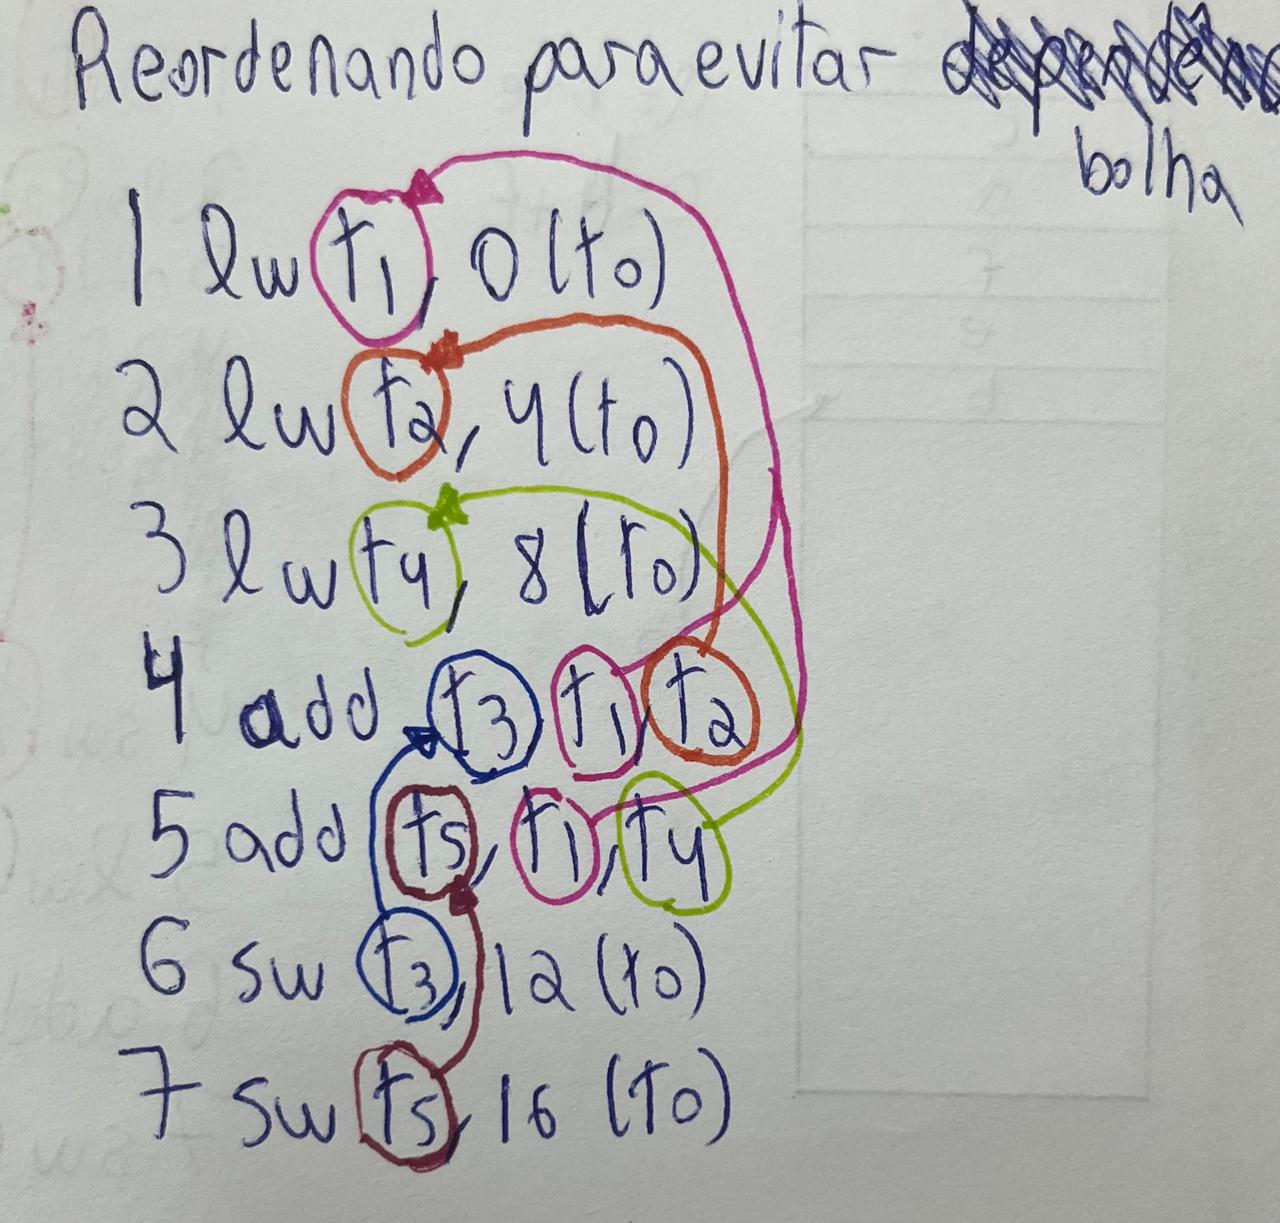 Reordenando para evitar
bolha
1 lw t1, 0(t0)
2 lw t2, 4(t0)
3 lw t4, 8(t0)
4 add t3 t1, t2
5 add t5, t1, t4
6 sw t3, 12(t0)
7 sw t5, 16(t0)